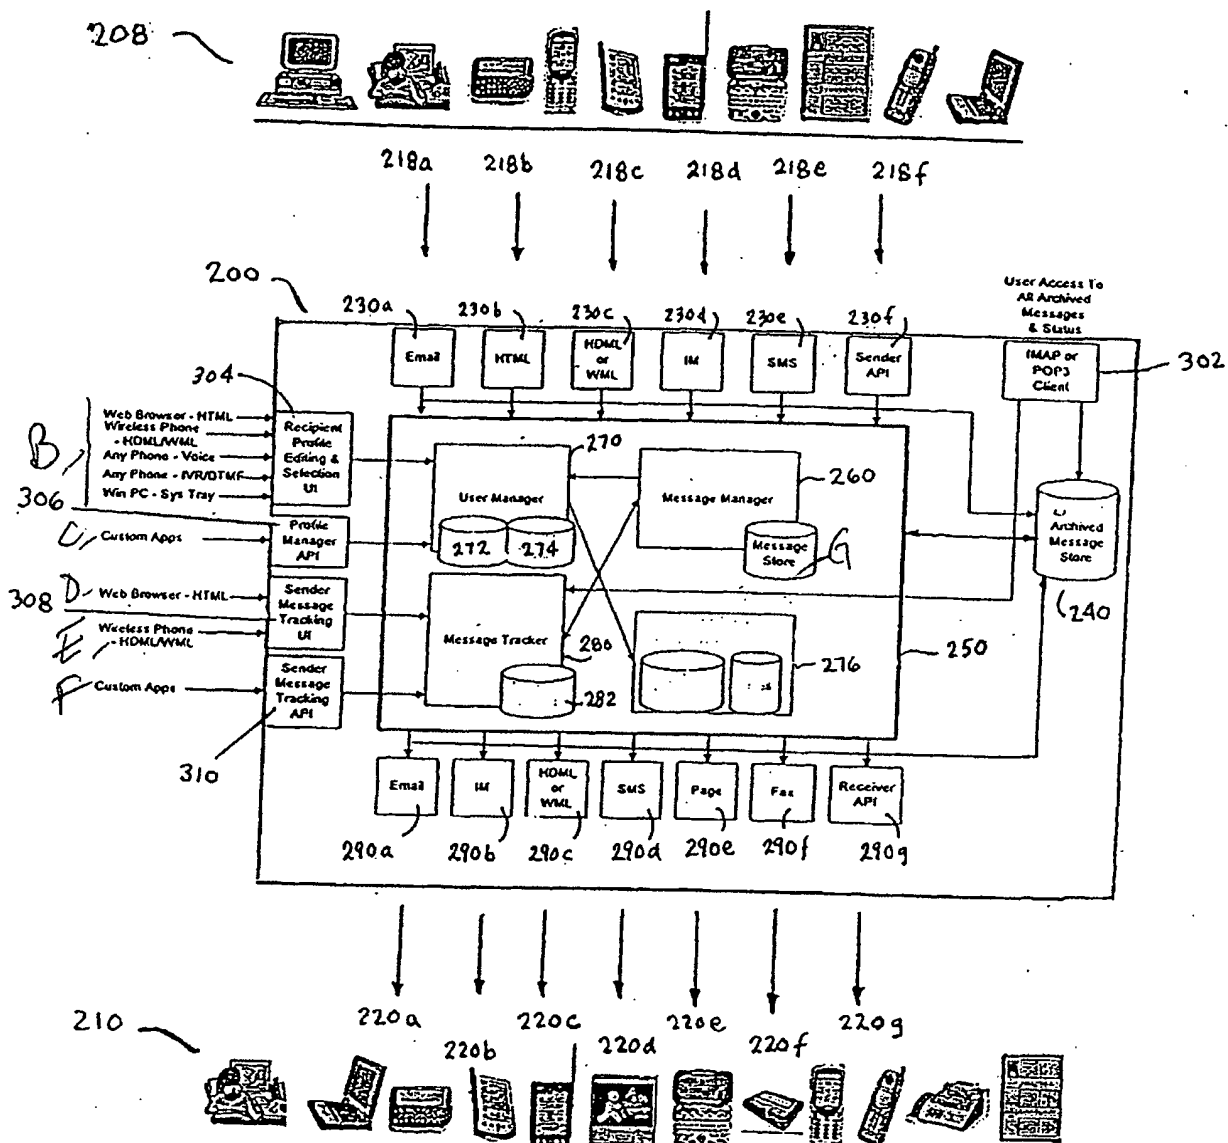 208
218a 218b 218c 218d 218e 218f
200
User Access To
All Archived
Messages
& Status
230a 230b 230c 230d 230e 230f
Email
HTML
HDML
or
WML
IM
SMS
Sender
API
IMAP or
POP3
Client
302
304
B
Web Browser - HTML
Wireless Phone
- HDML/WML
Any Phone - Voice
Any Phone - IVR/DTMF
Win PC - Sys Tray
Recipient
Profile
Editing &
Selection
UI
270
User Manager
272 274
Message Manager
260
Message
Store
G
Archived
Message
Store
240
306
C
Custom Apps
Profile
Manager
API
308
D
Web Browser - HTML
E
Wireless Phone
- HDML/WML
Sender
Message
Tracking
UI
Message Tracker
280
282
276
250
F
Custom Apps
Sender
Message
Tracking
API
310
Email
IM
HDML
or
WML
SMS
Page
Fax
Receiver
API
290a 290b 290c 290d 290e 290f 290g
210
220a 220b 220c 220d 220e 220f 220g